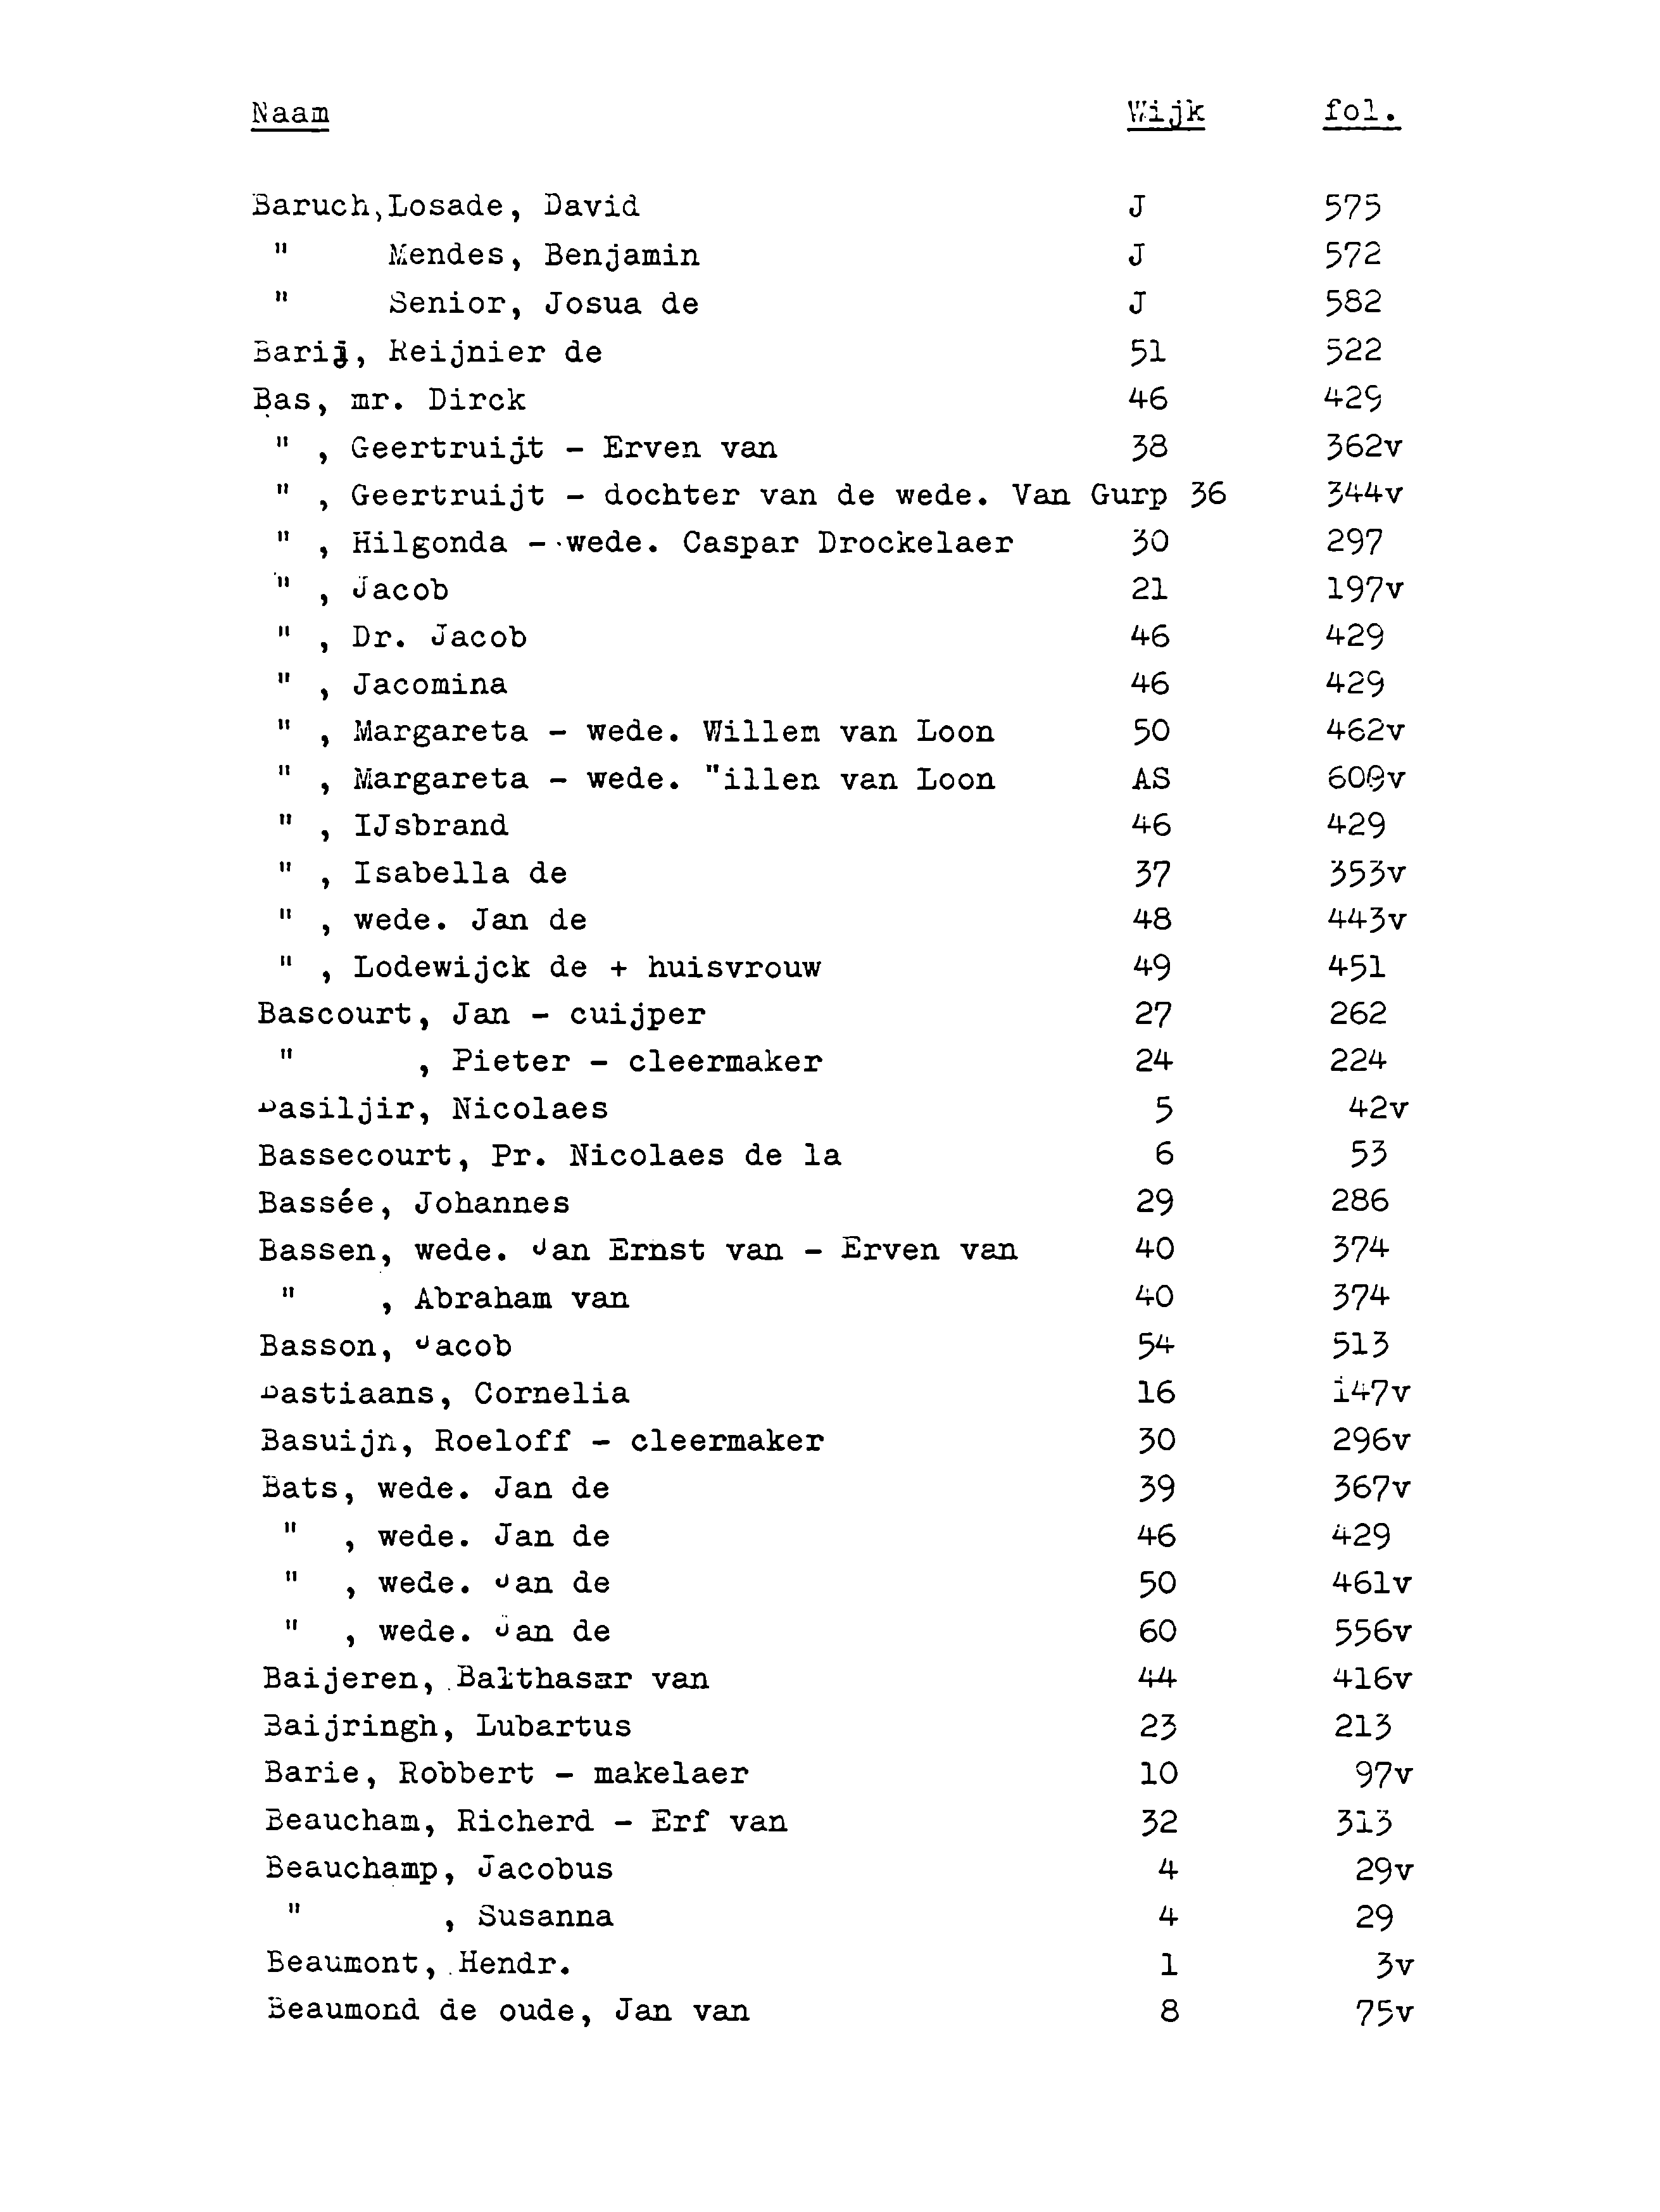 Naam Wijk fol.
Baruch, Losade, David J 575
" Mendes, Benjamin J 572
" Senior, Josua de J 582
Barij, Reijnier de 51 522
Bas, mr. Dirck 46 429
" , Geertruijt - Erven van 38 362v
" , Geertruijt - dochter van de wede. Van Gurp 36 344v
" , Hilgonda - wede. Caspar Drockelaer 30 297
" , Jacob 21 197v
" , Dr. Jacob 46 429
" , Jacomina 46 429
" , Margareta - wede. Willem van Loon 50 462v
" , Margareta - wede. "illem van Loon AS
" , IJsbrand 46 429
" , Isabella de 37 353v
" , wede. Jan de 48 443v
" , Lodewijck de + huisvrouw 49 451
Bascourt, Jan - cuijper 27 262
" , Pieter - cleermaker 24 224
Basiljir, Nicolaes 5 42v
Bassecourt, Pr. Nicolaes de la 6 53
Bassée, Johannes 29 286
Bassen, wede. Jan Ernst van - Erven van 40 374
" , Abraham van 40 374
Basson, Jacob 54 513
Bastiaans, Cornelia 16 147v
Basuijn, Roeloff - cleermaker 30 296v
Bats, wede. Jan de 39 367v
" , wede. Jan de 46 429
" , wede. Jan de 50 461v
" , wede. Jan de 60 556v
Baijeren, Balthasar van 44 416v
Baijringh, Lubartus 23 213
Barie, Robbert - makelaer 10 97v
Beaucham, Richerd - Erf van 32 313
Beauchamp, Jacobus 4 29v
" , Susanna 4 29
Beaumont, Hendr. 1 3v
Beaumond de oude, Jan van 8 75v